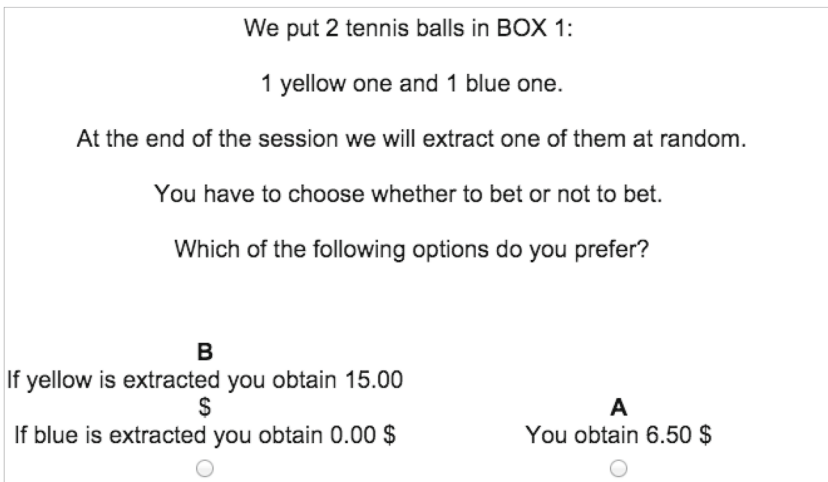 We put 2 tennis balls in BOX 1:
1 yellow one and 1 blue one.
At the end of the session we will extract one of them at random.
You have to choose whether to bet or not to bet.
Which of the following options do you prefer?
B
If yellow is extracted you obtain 15.00
$
If blue is extracted you obtain 0.00 $
A
You obtain 6.50 $